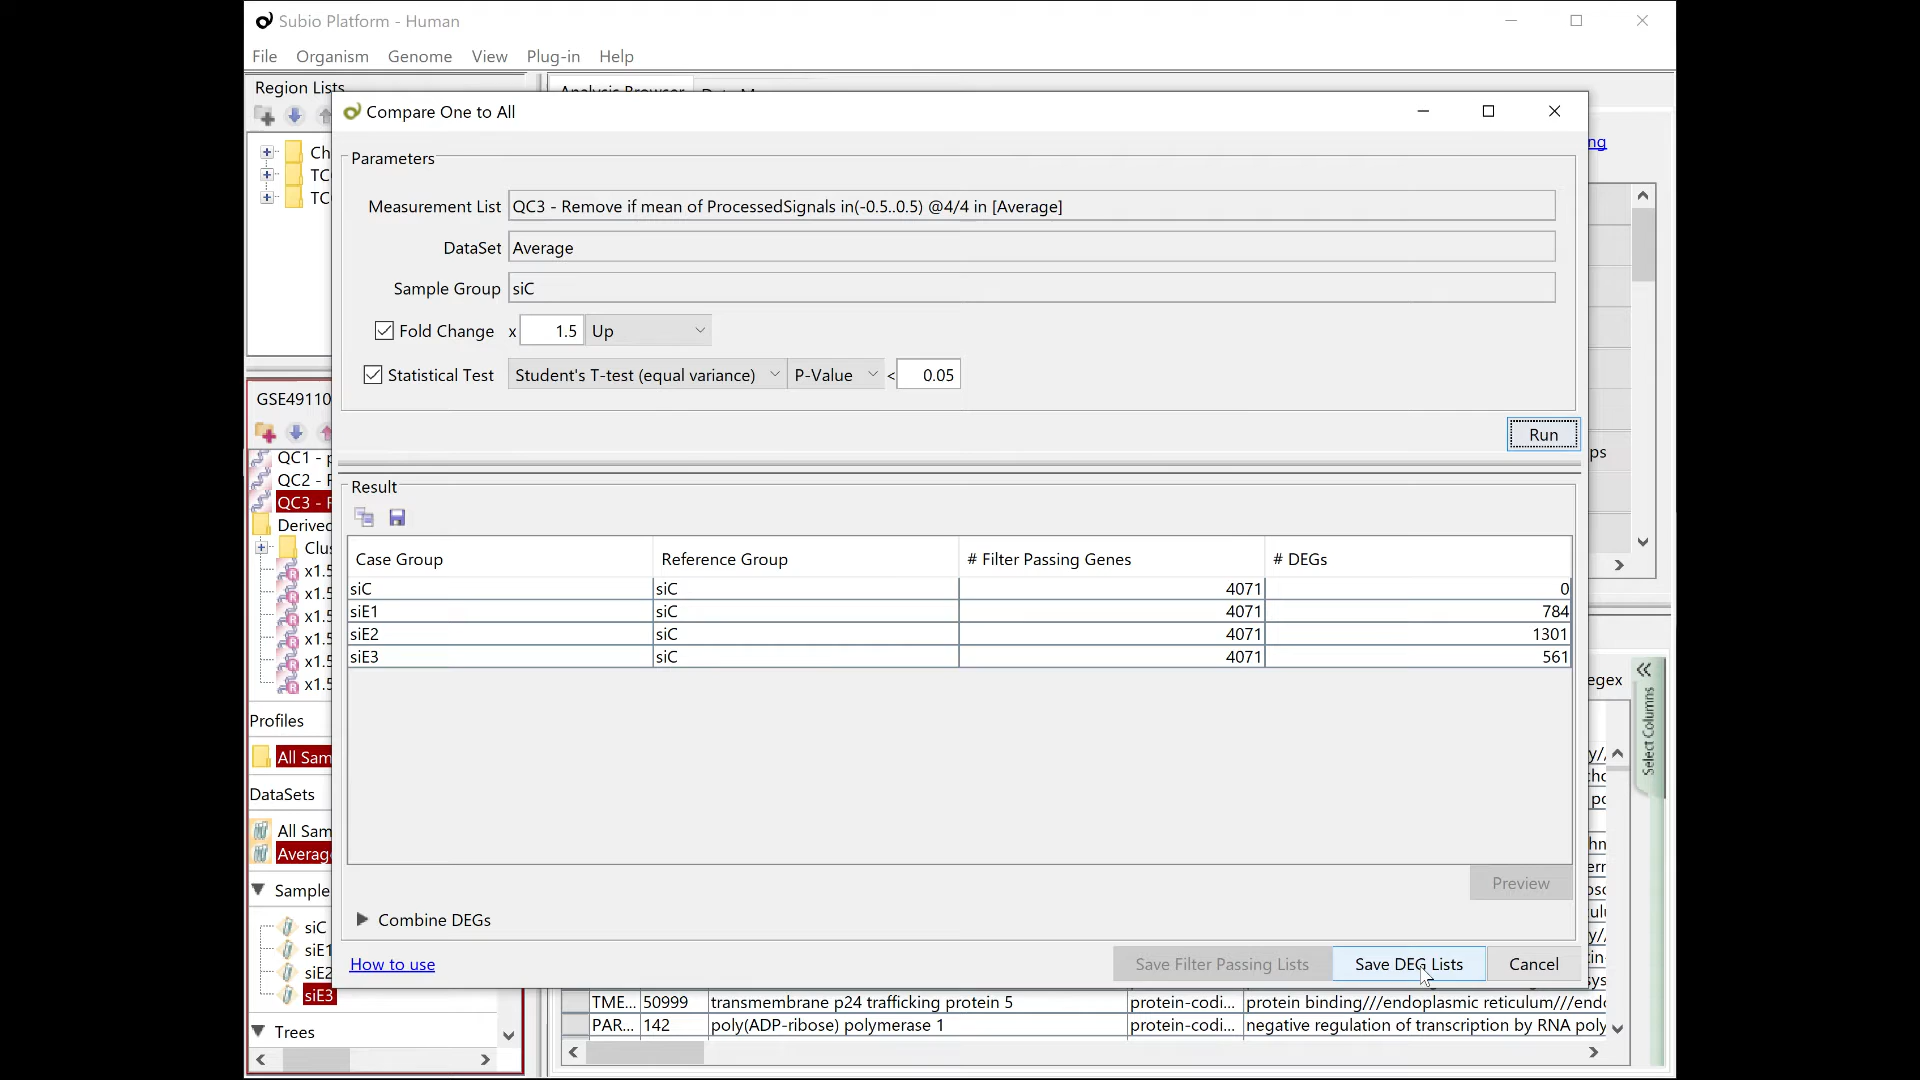 Subio Platform - Human
File Organism Genome View Plug-in Help
Region Lists
Compare One to All
Parameters
Measurement List QC3 - Remove if mean of ProcessedSignals in(-0.5..0.5) @4/4 in [Average]
DataSet Average
Sample Group siC
Fold Change x 1.5 Up
Statistical Test Student's T-test (equal variance) P-Value < 0.05
Run
Result
Case Group Reference Group # Filter Passing Genes # DEGs
siC siC 4071 0
siE1 siC 4071 784
siE2 siC 4071 1301
siE3 siC 4071 561
Preview
Combine DEGs
How to use Save Filter Passing Lists Save DEG Lists Cancel
Ch
TC
TC
GSE49110
QC1 - p
QC2 - F
QC3 - F
Derived
Clus
x1.5
x1.5
x1.5
x1.5
x1.5
x1.5
Profiles
All Sam
DataSets
All Sam
Average
Sample
siC
siE1
siE2
siE3
Trees
ng
ps
egex
Select Columns
TME... 50999 transmembrane p24 trafficking protein 5 protein-codi... protein binding///endoplasmic reticulum///endo
PAR... 142 poly(ADP-ribose) polymerase 1 protein-codi... negative regulation of transcription by RNA poly